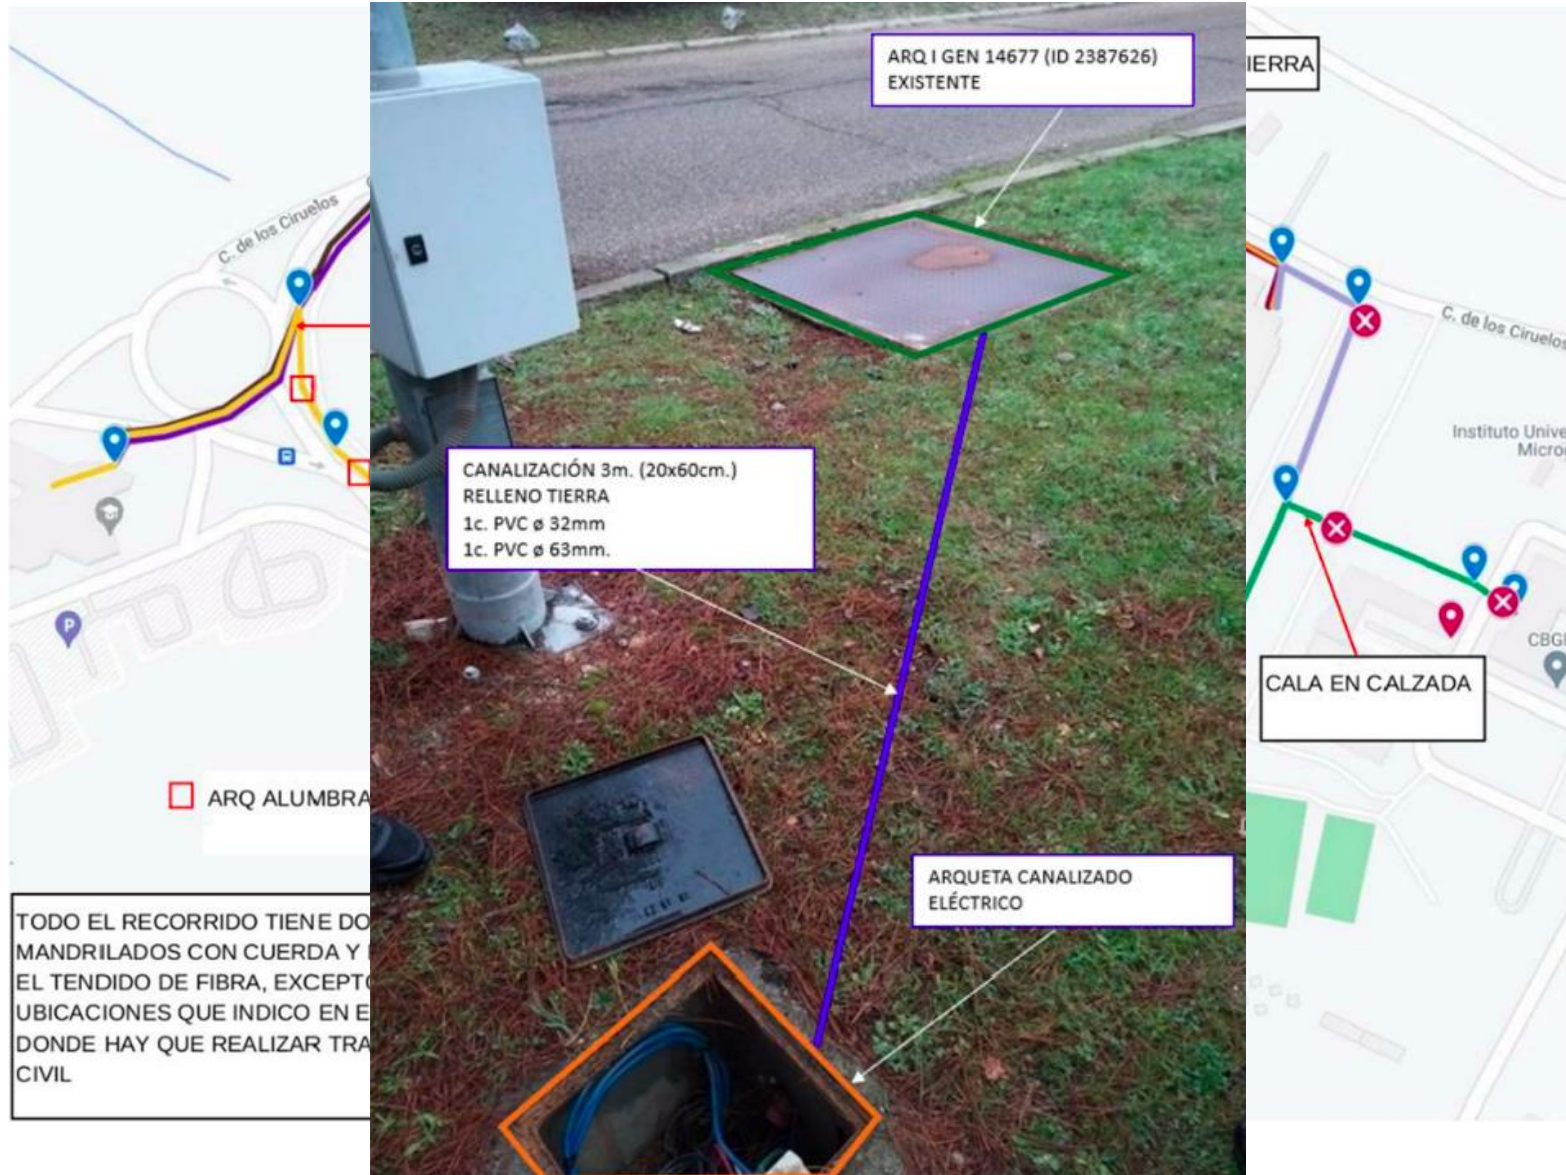 C. de los Ciruelos
ARQ ALUMBRA
TODO EL RECORRIDO TIENE DO
MANDRILADOS CON CUERDA Y
EL TENDIDO DE FIBRA, EXCEPTO
UBICACIONES QUE INDICO EN E
DONDE HAY QUE REALIZAR TRA
CIVIL
ARQ I GEN 14677 (ID 2387626)
EXISTENTE
CANALIZACIÓN 3m. (20x60cm.)
RELLENO TIERRA
1c. PVC ø 32mm
1c. PVC ø 63mm.
ARQUETA CANALIZADO
ELÉCTRICO
IERRA
C. de los Ciruelos
Instituto Unive
Microg
CALA EN CALZADA
CBG
P